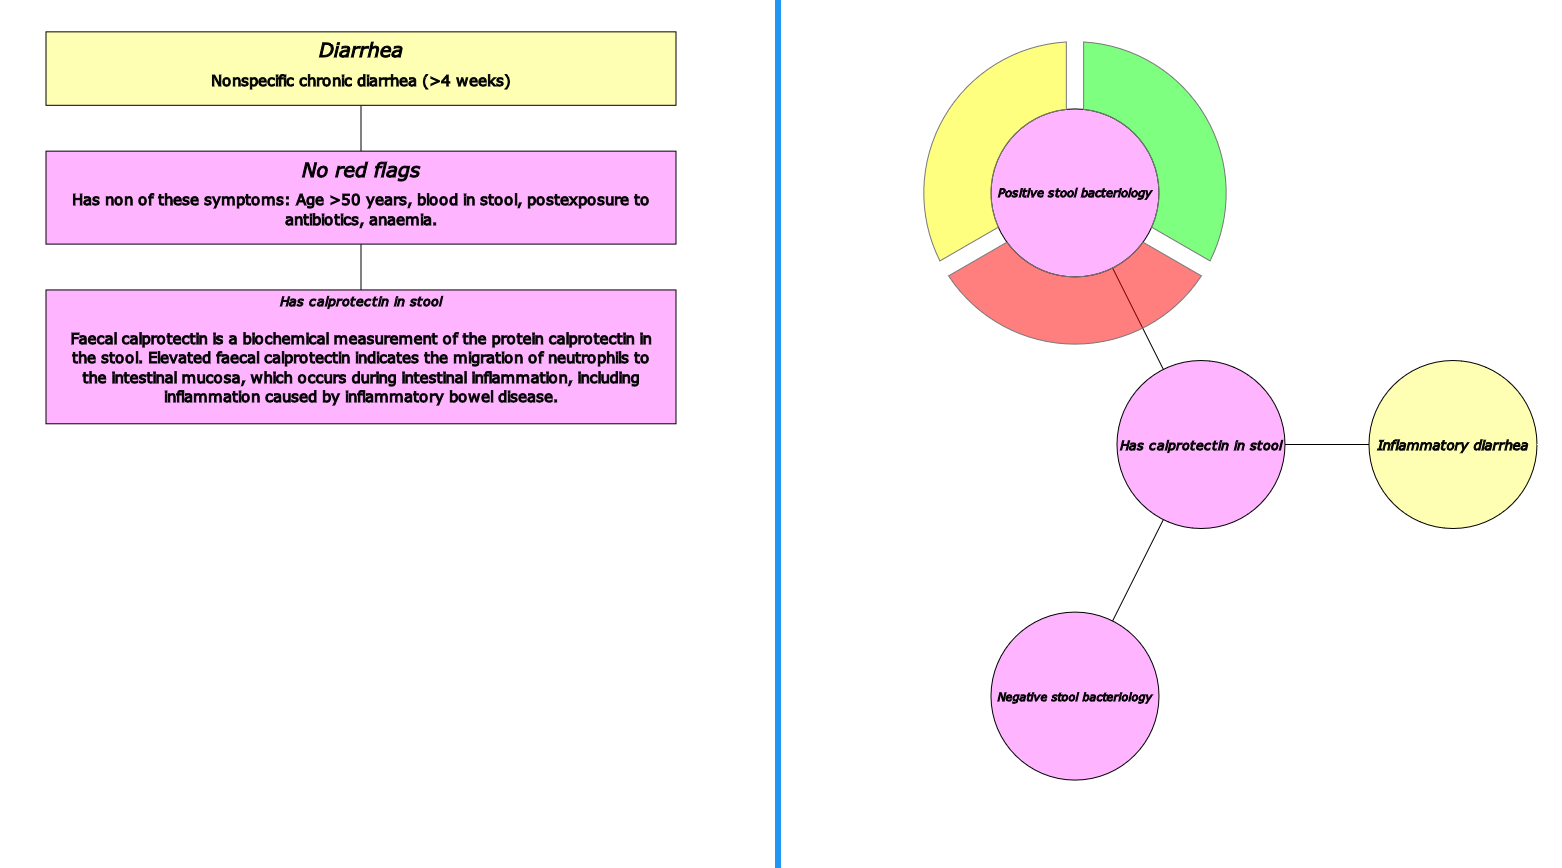 Diarrhea
Nonspecific chronic diarrhea (>4 weeks)
No red flags
Has non of these symptoms: Age >50 years, blood in stool, postexposure to
antibiotics, anaemia.
Has calprotectin in stool
Faecal calprotectin is a biochemical measurement of the protein calprotectin in
the stool. Elevated faecal calprotectin indicates the migration of neutrophils to
the intestinal mucosa, which occurs during intestinal inflammation, including
inflammation caused by inflammatory bowel disease.
Positive stool bacteriology
Has calprotectin in stool
Inflammatory diarrhea
Negative stool bacteriology